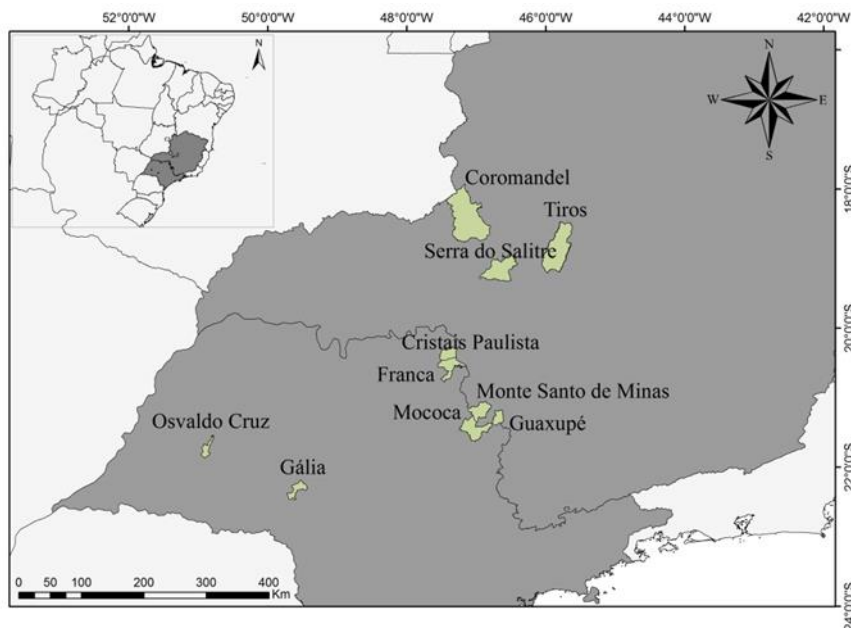 52°0'0"W 50°0'0"W 48°0'0"W 46°0'0"W 44°0'0"W 42°0'0"W
N
N
W E
S
Coromandel
Tiros
Serra do Salitre
18°0'0"S
Cristais Paulista
20°0'0"S
Franca
Monte Santo de Minas
Mococa
Guaxupé
Osvaldo Cruz
Gália
22°0'0"S
0 50 100 200 300 400
Km
24°0'0"S